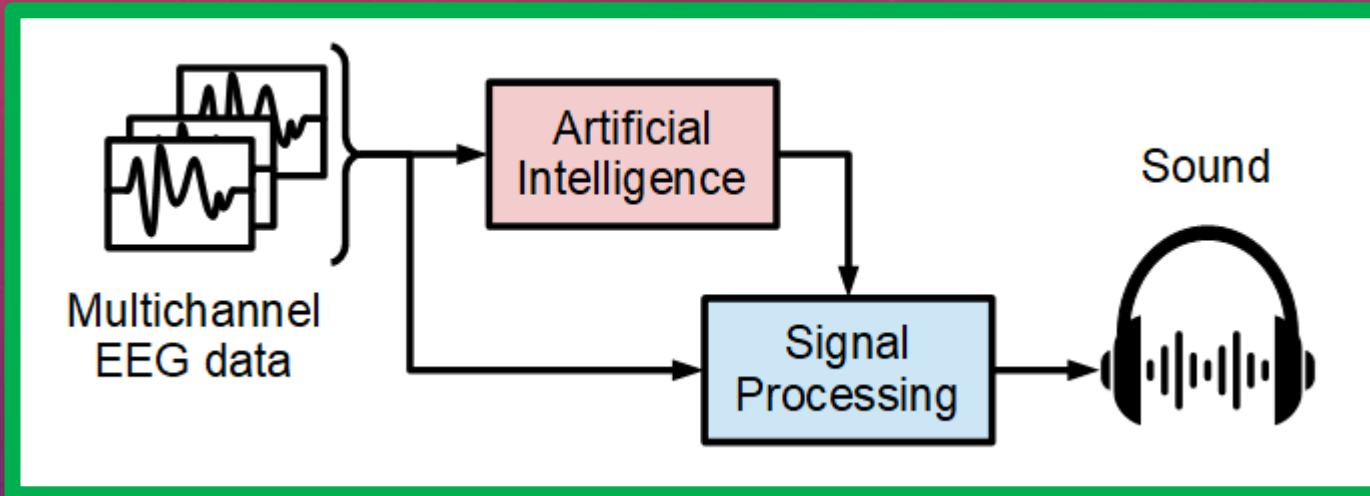 Artificial
Intelligence
Sound
Multichannel
EEG data
Signal
Processing